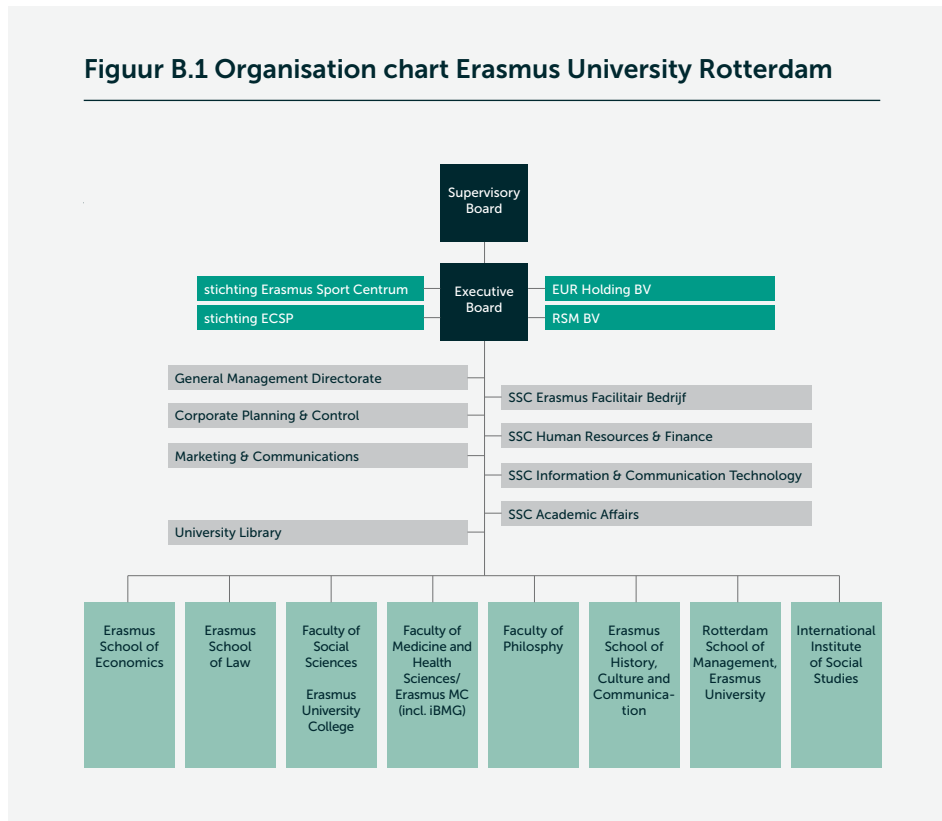 Figuur B.1 Organisation chart Erasmus University Rotterdam
Supervisory
Board
stichting Erasmus Sport Centrum
stichting ECSP
Executive
Board
EUR Holding BV
RSM BV
General Management Directorate
Corporate Planning & Control
Marketing & Communications
University Library
SSC Erasmus Facilitair Bedrijf
SSC Human Resources & Finance
SSC Information & Communication Technology
SSC Academic Affairs
Erasmus
School of
Economics
Erasmus
School
of Law
Faculty of
Social
Sciences
Erasmus
University
College
Faculty of
Medicine and
Health
Sciences/
Erasmus MC
(incl. iBMG)
Faculty of
Philosphy
Erasmus
School of
History,
Culture and
Communica-
tion
Rotterdam
School of
Management,
Erasmus
University
International
Institute
of Social
Studies